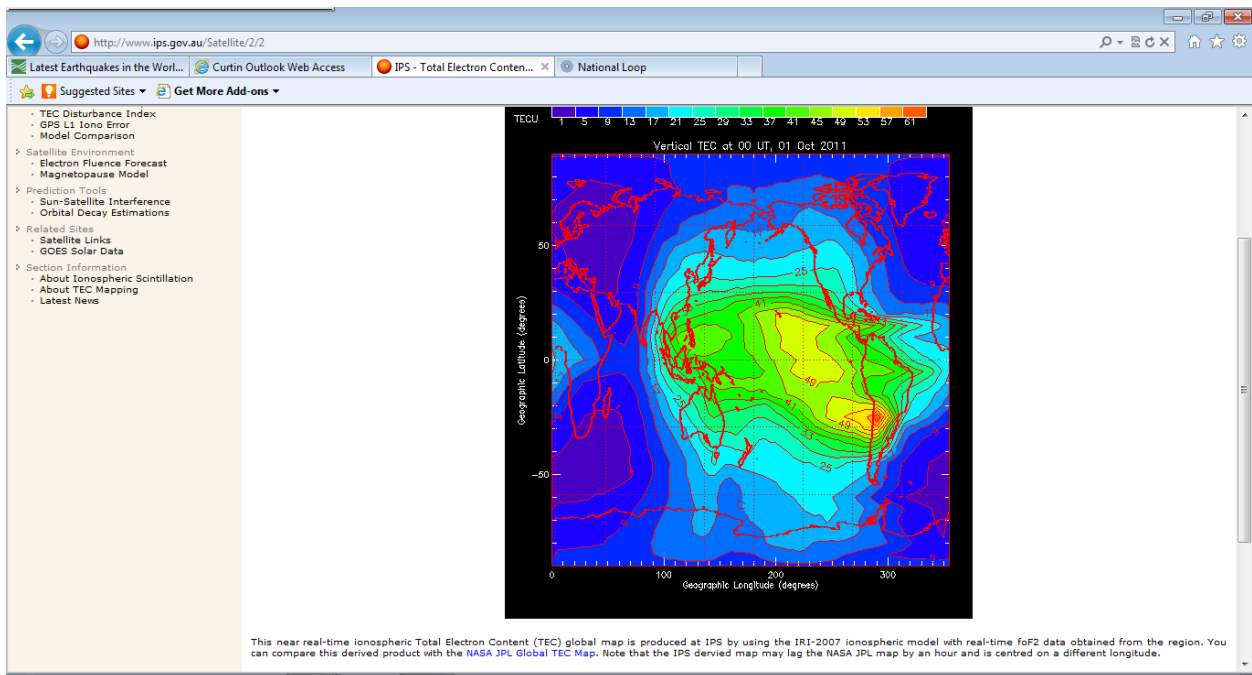 http://www.ips.gov.au/Satellite/2/2
Latest Earthquakes in the Worl...
Curtin Outlook Web Access
IPS - Total Electron Conten...
National Loop
Suggested Sites
Get More Add-ons
TEC Disturbance Index
GPS L1 Iono Error
Model Comparison
Satellite Environment
Electron Fluence Forecast
Magnetopause Model
Prediction Tools
Sun-Satellite Interference
Orbital Decay Estimations
Related Sites
Satellite Links
GOES Solar Data
Section Information
About Ionospheric Scintillation
About TEC Mapping
Latest News
TECU 1 5 9 13 17 21 25 29 33 37 41 45 49 53 57 61
Vertical TEC at 00 UT, 01 Oct 2011
50
0
-50
Geographic Latitude (degrees)
17
25
41
49
41
49
33
25
25
17
9
0 100 200 300
Geographic Longitude (degrees)
This near real-time ionospheric Total Electron Content (TEC) global map is produced at IPS by using the IRI-2007 ionospheric model with real-time foF2 data obtained from the region. You
can compare this derived product with the NASA JPL Global TEC Map. Note that the IPS dervied map may lag the NASA JPL map by an hour and is centred on a different longitude.